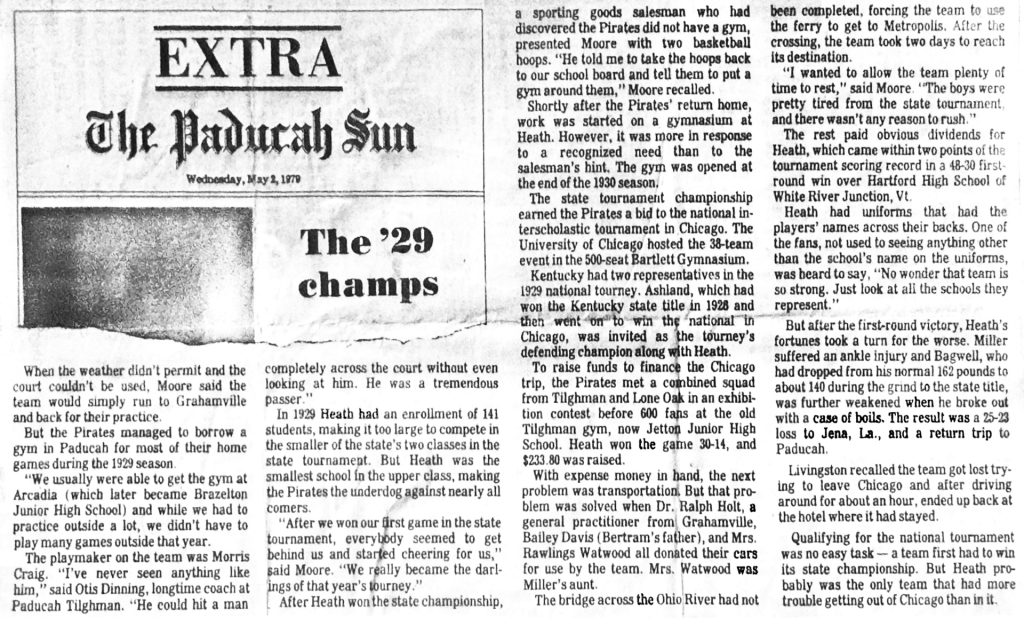 EXTRA
The Paducah Sun
Wednesday, May 2, 1979
The '29
champs
When the weather didn't permit and the
court couldn't be used, Moore said the
team would simply run to Grahamville
and back for their practice.
But the Pirates managed to borrow a
gym in Paducah for most of their home
games during the 1929 season.
"We usually were able to get the gym at
Arcadia (which later became Brazelton
Junior High School) and while we had to
practice outside a lot, we didn't have to
play many games outside that year.
The playmaker on the team was Morris
Craig. "I've never seen anything like
him," said Otis Dinning, longtime coach at
Paducah Tilghman. "He could hit a man
completely across the court without even
looking at him. He was a tremendous
passer."
In 1929 Heath had an enrollment of 141
students, making it too large to compete in
the smaller of the state's two classes in the
state tournament. But Heath was the
smallest school in the upper class, making
the Pirates the underdog against nearly all
comers.
"After we won our first game in the state
tournament, everybody seemed to get
behind us and started cheering for us,"
said Moore. "We really became the darl-
ings of that year's tourney."
After Heath won the state championship,
a sporting goods salesman who had
discovered the Pirates did not have a gym,
presented Moore with two basketball
hoops. "He told me to take the hoops back
to our school board and tell them to put a
gym around them," Moore recalled.
Shortly after the Pirates' return home,
work was started on a gymnasium at
Heath. However, it was more in response
to a recognized need than to the
salesman's hint. The gym was opened at
the end of the 1930 season.
The state tournament championship
earned the Pirates a bid to the national in-
terscholastic tournament in Chicago. The
University of Chicago hosted the 38-team
event in the 500-seat Bartlett Gymnasium.
Kentucky had two representatives in the
1929 national tourney. Ashland, which had
won the Kentucky state title in 1928 and
then went on to win the national in
Chicago, was invited as the tourney's
defending champion along with Heath.
To raise funds to finance the Chicago
trip, the Pirates met a combined squad
from Tilghman and Lone Oak in an exhibi-
tion contest before 600 fans at the old
Tilghman gym, now Jetton Junior High
School. Heath won the game 30-14, and
$233.80 was raised.
With expense money in hand, the next
problem was transportation. But that pro-
blem was solved when Dr. Ralph Holt, a
general practitioner from Grahamville,
Bailey Davis (Bertram's father), and Mrs.
Rawlings Watwood all donated their cars
for use by the team. Mrs. Watwood was
Miller's aunt.
The bridge across the Ohio River had not
been completed, forcing the team to use
the ferry to get to Metropolis. After the
crossing, the team took two days to reach
its destination.
"I wanted to allow the team plenty of
time to rest," said Moore. "The boys were
pretty tired from the state tournament,
and there wasn't any reason to rush."
The rest paid obvious dividends for
Heath, which came within two points of the
tournament scoring record in a 48-30 first-
round win over Hartford High School of
White River Junction, Vt.
Heath had uniforms that had the
players' names across their backs. One of
the fans, not used to seeing anything other
than the school's name on the uniforms,
was heard to say, "No wonder that team is
so strong. Just look at all the schools they
represent."
But after the first-round victory, Heath's
fortunes took a turn for the worse. Miller
suffered an ankle injury and Bagwell, who
had dropped from his normal 162 pounds to
about 140 during the grind to the state title,
was further weakened when he broke out
with a case of boils. The result was a 25-23
loss to Jena, La., and a return trip to
Paducah.
Livingston recalled the team got lost try-
ing to leave Chicago and after driving
around for about an hour, ended up back at
the hotel where it had stayed.
Qualifying for the national tournament
was no easy task — a team first had to win
its state championship. But Heath pro-
bably was the only team that had more
trouble getting out of Chicago than in it.